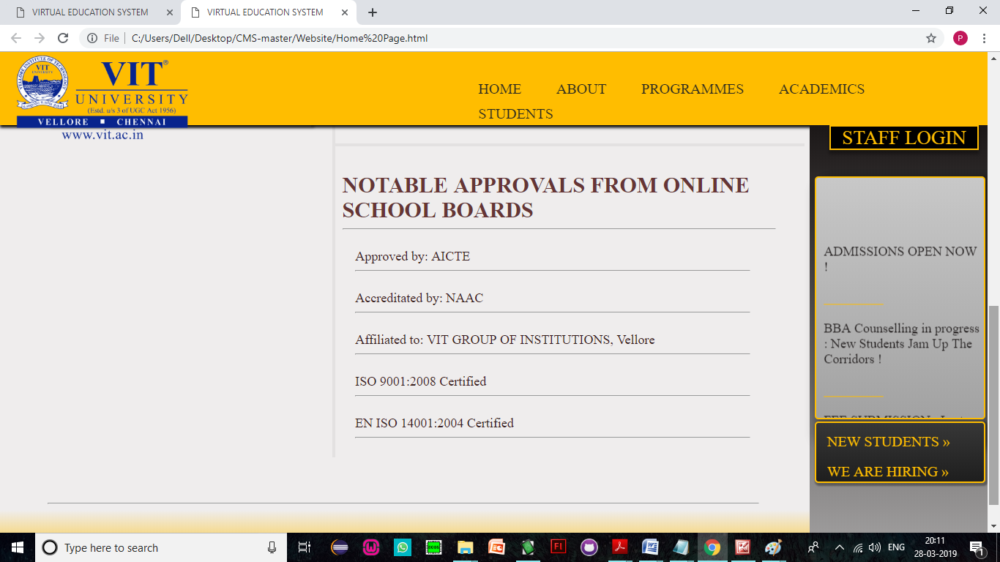 VIRTUAL EDUCATION SYSTEM
VIRTUAL EDUCATION SYSTEM
File
C:/Users/Dell/Desktop/CMS-master/Website/Home%20Page.html
P
VIT
UNIVERSITY
VIT®
UNIVERSITY
(Estd. u/s 3 of UGC Act 1956)
VELLORE ▪ CHENNAI
www.vit.ac.in
HOME ABOUT PROGRAMMES ACADEMICS
STUDENTS
STAFF LOGIN
NOTABLE APPROVALS FROM ONLINE
SCHOOL BOARDS
Approved by: AICTE
Accreditated by: NAAC
Affiliated to: VIT GROUP OF INSTITUTIONS, Vellore
ISO 9001:2008 Certified
EN ISO 14001:2004 Certified
ADMISSIONS OPEN NOW
!
BBA Counselling in progress
: New Students Jam Up The
Corridors !
NEW STUDENTS »
WE ARE HIRING »
Type here to search
ENG
20:11
28-03-2019
1